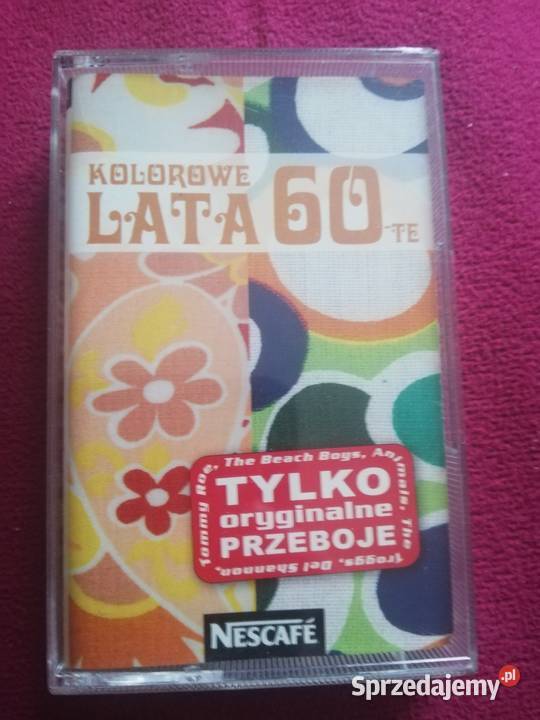 KOLOROWE
LATA 60-TE
Tommy Roe, The Beach Boys, Animals, The Troggs, Del Shannon,
TYLKO
oryginalne
PRZEBOJE
NESCAFÉ
Sprzedajemy.pl